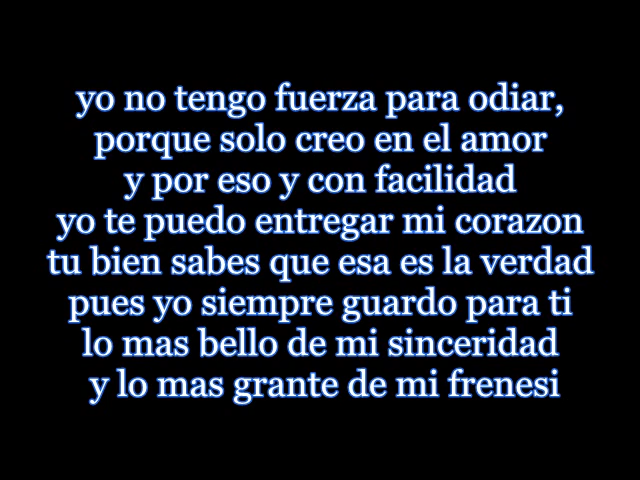 yo no tengo fuerza para odiar,
porque solo creo en el amor
y por eso y con facilidad
yo te puedo entregar mi corazon
tu bien sabes que esa es la verdad
pues yo siempre guardo para ti
lo mas bello de mi sinceridad
y lo mas grante de mi frenesi